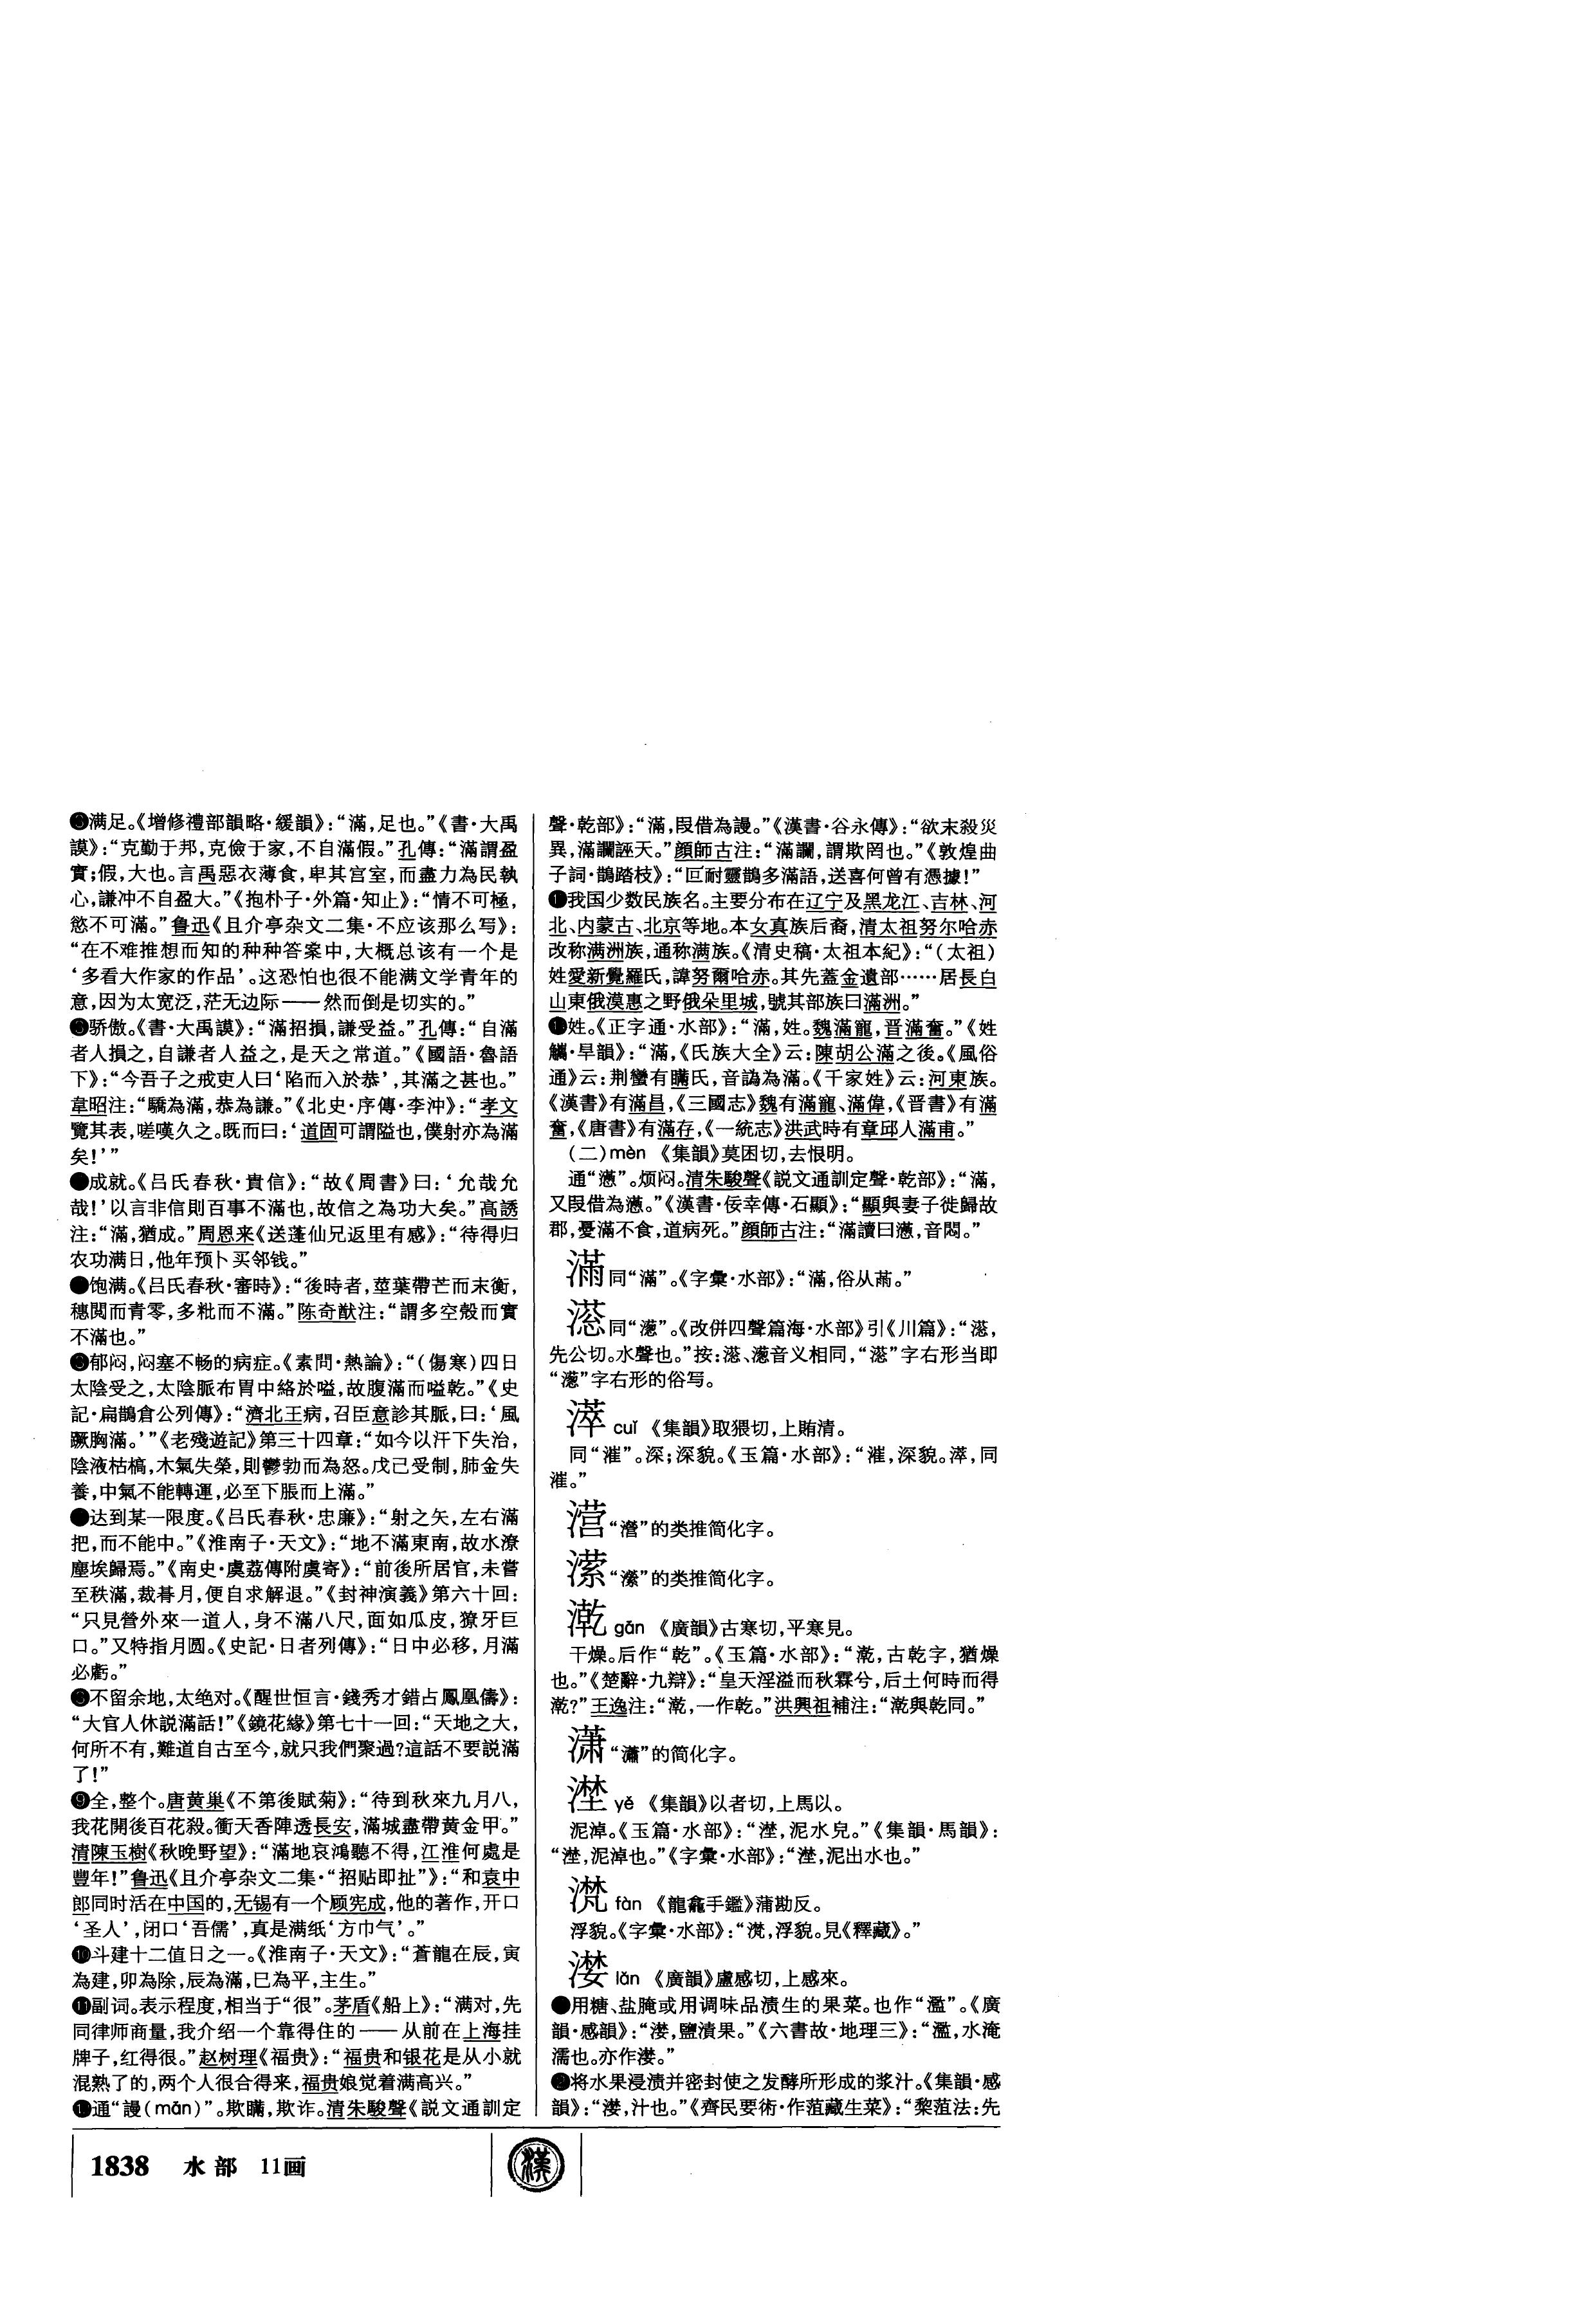 满足。《增修禮部韻略·緩韻》：“滿，足也。”《書·大禹
謨》：“克勤于邦，克儉于家，不自滿假。”孔傳：“滿謂盈
實；假，大也。言禹惡衣薄食，卑其宫室，而盡力為民執
心，謙冲不自盈大。”《抱朴子·外篇·知止》：“情不可極，
慾不可滿。”鲁迅《且介亭杂文二集·不应该那么写》：
“在不难推想而知的种种答案中，大概总该有一个是
‘多看大作家的作品’。这恐怕也很不能满文学青年的
意，因为太宽泛，茫无边际——然而倒是切实的。”
骄傲。《書·大禹謨》：“滿招損，謙受益。”孔傳：“自滿
者人損之，自謙者人益之，是天之常道。”《國語·魯語
下》：“今吾子之戒吏人曰‘陷而入於恭’，其滿之甚也。”
韋昭注：“驕為滿，恭為謙。”《北史·序傳·李沖》：“孝文
覽其表，嗟嘆久之。既而曰：‘道固可謂隘也，僕射亦為滿
矣！’”
成就。《吕氏春秋·貴信》：“故《周書》曰：‘允哉允
哉！’以言非信則百事不滿也，故信之為功大矣。”高誘
注：“滿，猶成。”周恩来《送蓬仙兄返里有感》：“待得归
农功满日，他年预卜买邻钱。”
饱满。《吕氏春秋·審時》：“後時者，莖葉帶芒而末衡，
穗閲而青零，多粃而不滿。”陈奇猷注：“謂多空殻而實
不滿也。”
郁闷，闷塞不畅的病症。《素問·熱論》：“（傷寒）四日
太陰受之，太陰脈布胃中絡於嗌，故腹滿而嗌乾。”《史
記·扁鵲倉公列傳》：“濟北王病，召臣意診其脈，曰：‘風
蹶胸滿。’”《老殘遊記》第三十四章：“如今以汗下失治，
陰液枯槁，木氣失榮，則鬱勃而為怒。戊己受制，肺金失
養，中氣不能轉運，必至下脹而上滿。”
达到某一限度。《吕氏春秋·忠廉》：“射之矢，左右滿
把，而不能中。”《淮南子·天文》：“地不滿東南，故水潦
塵埃歸焉。”《南史·虞荔傳附虞寄》：“前後所居官，未嘗
至秩滿，裁朞月，便自求解退。”《封神演義》第六十回：
“只見營外來一道人，身不滿八尺，面如瓜皮，獠牙巨
口。”又特指月圆。《史記·日者列傳》：“日中必移，月滿
必虧。”
不留余地，太绝对。《醒世恒言·錢秀才錯占鳳凰儔》：
“大官人休説滿話！”《鏡花緣》第七十一回：“天地之大，
何所不有，難道自古至今，就只我們聚過？這話不要説滿
了！”
❾全，整个。唐黄巢《不第後賦菊》：“待到秋來九月八，
我花開後百花殺。衝天香陣透長安，滿城盡帶黄金甲。”
清陳玉樹《秋晚野望》：“滿地哀鴻聽不得，江淮何處是
豐年！”鲁迅《且介亭杂文二集·“招贴即扯”》：“和袁中
郎同时活在中国的，无锡有一个顾宪成，他的著作，开口
‘圣人’，闭口‘吾儒’，真是满纸‘方巾气’。”
❿斗建十二值日之一。《淮南子·天文》：“蒼龍在辰，寅
為建，卯為除，辰為滿，巳為平，主生。”
⓫副词。表示程度，相当于“很”。茅盾《船上》：“满对，先
同律师商量，我介绍一个靠得住的——从前在上海挂
牌子，红得很。”赵树理《福贵》：“福贵和银花是从小就
混熟了的，两个人很合得来，福贵娘觉着满高兴。”
通“謾（mán）”。欺瞒，欺诈。清朱駿聲《説文通訓定
聲·乾部》：“滿，叚借為謾。”《漢書·谷永傳》：“欲末殺災
異，滿讕誣天。”顔師古注：“滿讕，謂欺罔也。”《敦煌曲
子詞·鵲踏枝》：“叵耐靈鵲多滿語，送喜何曾有憑據！”
我国少数民族名。主要分布在辽宁及黑龙江、吉林、河
北、内蒙古、北京等地。本女真族后裔，清太祖努尔哈赤
改称满洲族，通称满族。《清史稿·太祖本紀》：“（太祖）
姓愛新覺羅氏，諱努爾哈赤。其先蓋金遺部……居長白
山東俄漠惠之野俄朵里城，號其部族曰滿洲。”
姓。《正字通·水部》：“滿，姓。魏滿寵，晋滿奮。”《姓
觿·旱韻》：“滿，《氏族大全》云：陳胡公滿之後。《風俗
通》云：荆蠻有瞞氏，音譌為滿。《千家姓》云：河東族。
《漢書》有滿昌，《三國志》魏有滿寵、滿偉，《晋書》有滿
奮，《唐書》有滿存，《一統志》洪武時有章邱人滿甫。”
（二）mèn 《集韻》莫困切，去恨明。
通“懣”。烦闷。清朱駿聲《説文通訓定聲·乾部》：“滿，
又叚借為懣。”《漢書·佞幸傳·石顯》：“顯與妻子徙歸故
郡，憂滿不食，道病死。”顔師古注：“滿讀曰懣，音悶。”
同“滿”。《字彙·水部》：“滿，俗从㒼。”
同“漗”。《改併四聲篇海·水部》引《川篇》：“
先公切。水聲也。”按：音义相同，字右形当即
字右形的俗写。
濢 cuǐ 《集韻》取猥切，上賄清。
同“漼”。深；深貌。《玉篇·水部》：“漼，深貌。濢，同
漼。”
“的类推简化字。
潆 “瀠”的类推简化字。
漧 gān 《廣韻》古寒切，平寒見。
干燥。后作“乾”。《玉篇·水部》：“漧，古乾字，猶燥
也。”《楚辭·九辯》：“皇天淫溢而秋霖兮，后土何時而得
漧？”王逸注：“漧，一作乾。”洪興祖補注：“漧與乾同。”
潇 “瀟”的简化字。
漜 yě 《集韻》以者切，上馬以。
泥淖。《玉篇·水部》：“漜，泥水皃。”《集韻·馬韻》：
“漜，泥淖也。”《字彙·水部》：“漜，泥出水也。”
fàn 《龍龕手鑑》蒲勘反。
浮貌。《字彙·水部》：“浮貌。見《釋藏》。”
漤 lǎn 《廣韻》盧感切，上感來。
用糖、盐腌或用调味品渍生的果菜。也作“灠”。《廣
韻·感韻》：“漤，鹽漬果。”《六書故·地理三》：“灠，水淹
濡也。亦作漤。”
将水果浸渍并密封使之发酵所形成的浆汁。《集韻·感
韻》：“漤，汁也。”《齊民要術·作菹藏生菜》：“棃菹法：先
1838 水部 11画
漢